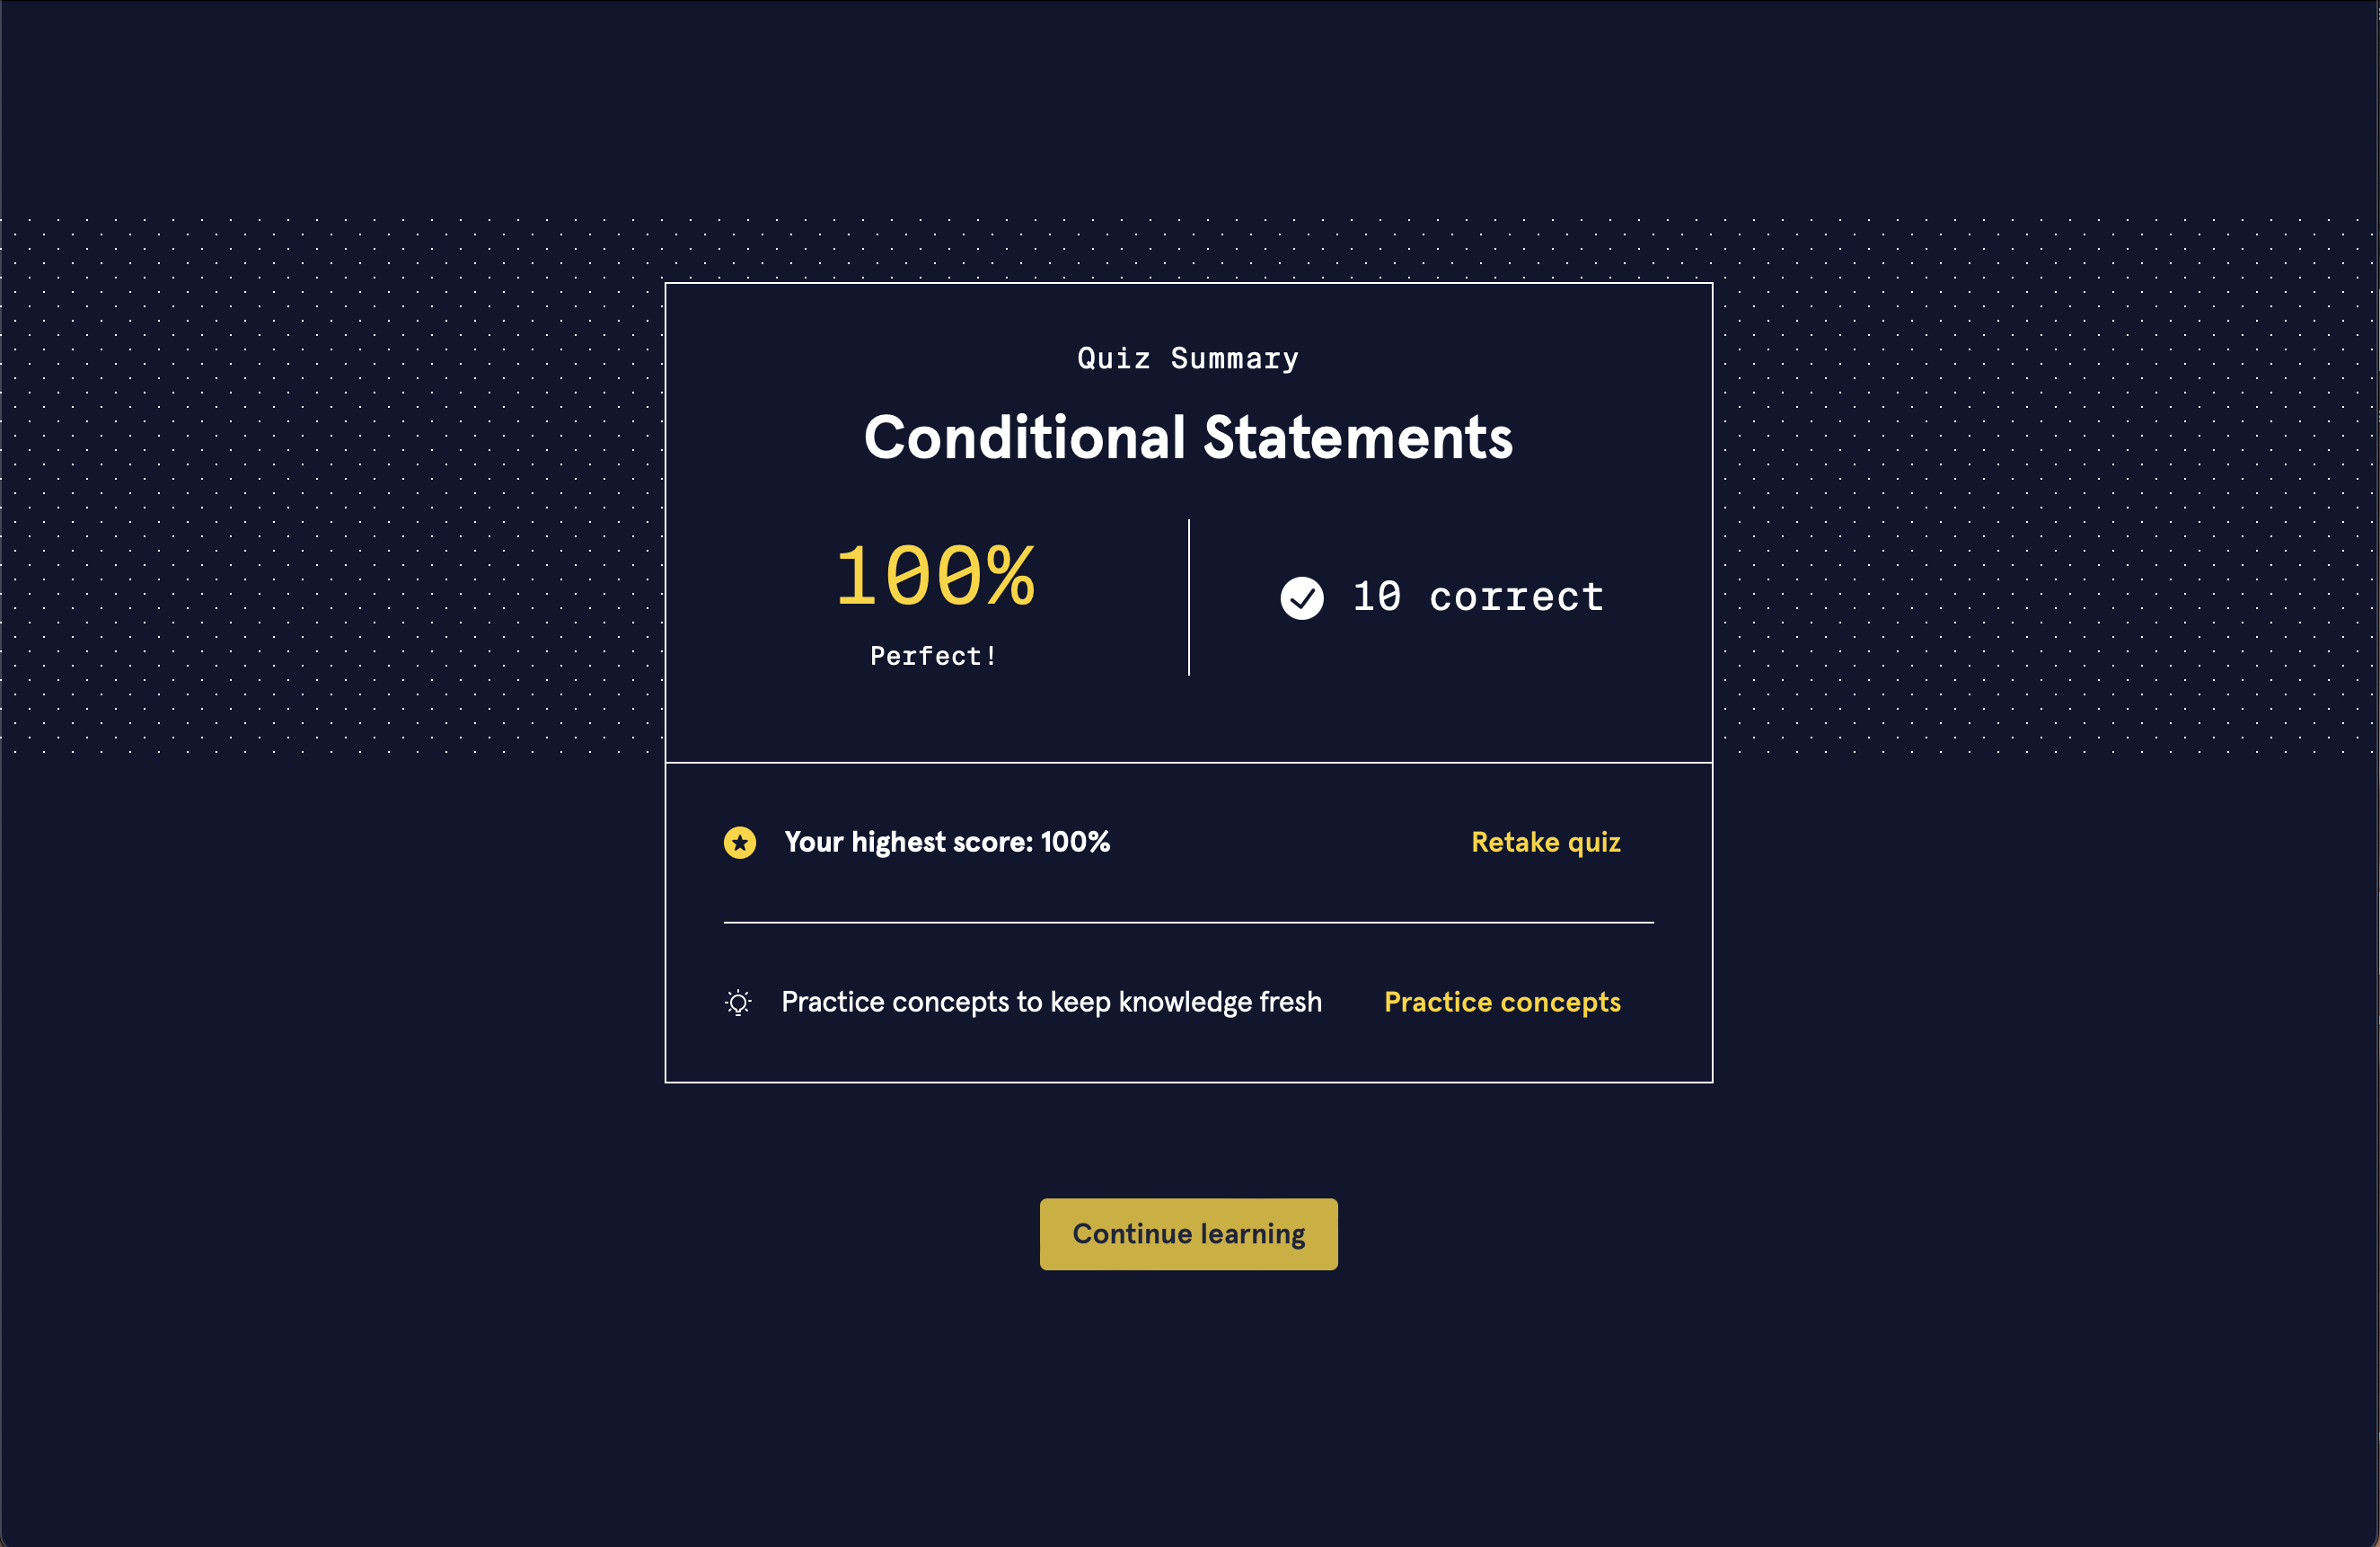 Quiz Summary
Conditional Statements
100%
Perfect!
10 correct
Your highest score: 100%
Retake quiz
Practice concepts to keep knowledge fresh
Practice concepts
Continue learning